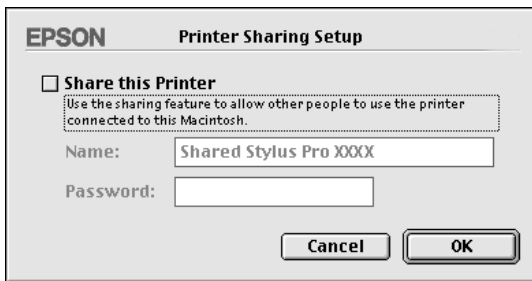 EPSON Printer Sharing Setup
Share this Printer
Use the sharing feature to allow other people to use the printer
connected to this Macintosh.
Name: Shared Stylus Pro XXXX
Password:
Cancel OK